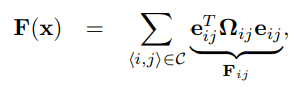 F(x) = ∑ e_{ij}^T Ω_{ij} e_{ij},
⟨i,j⟩∈C
F_{ij}